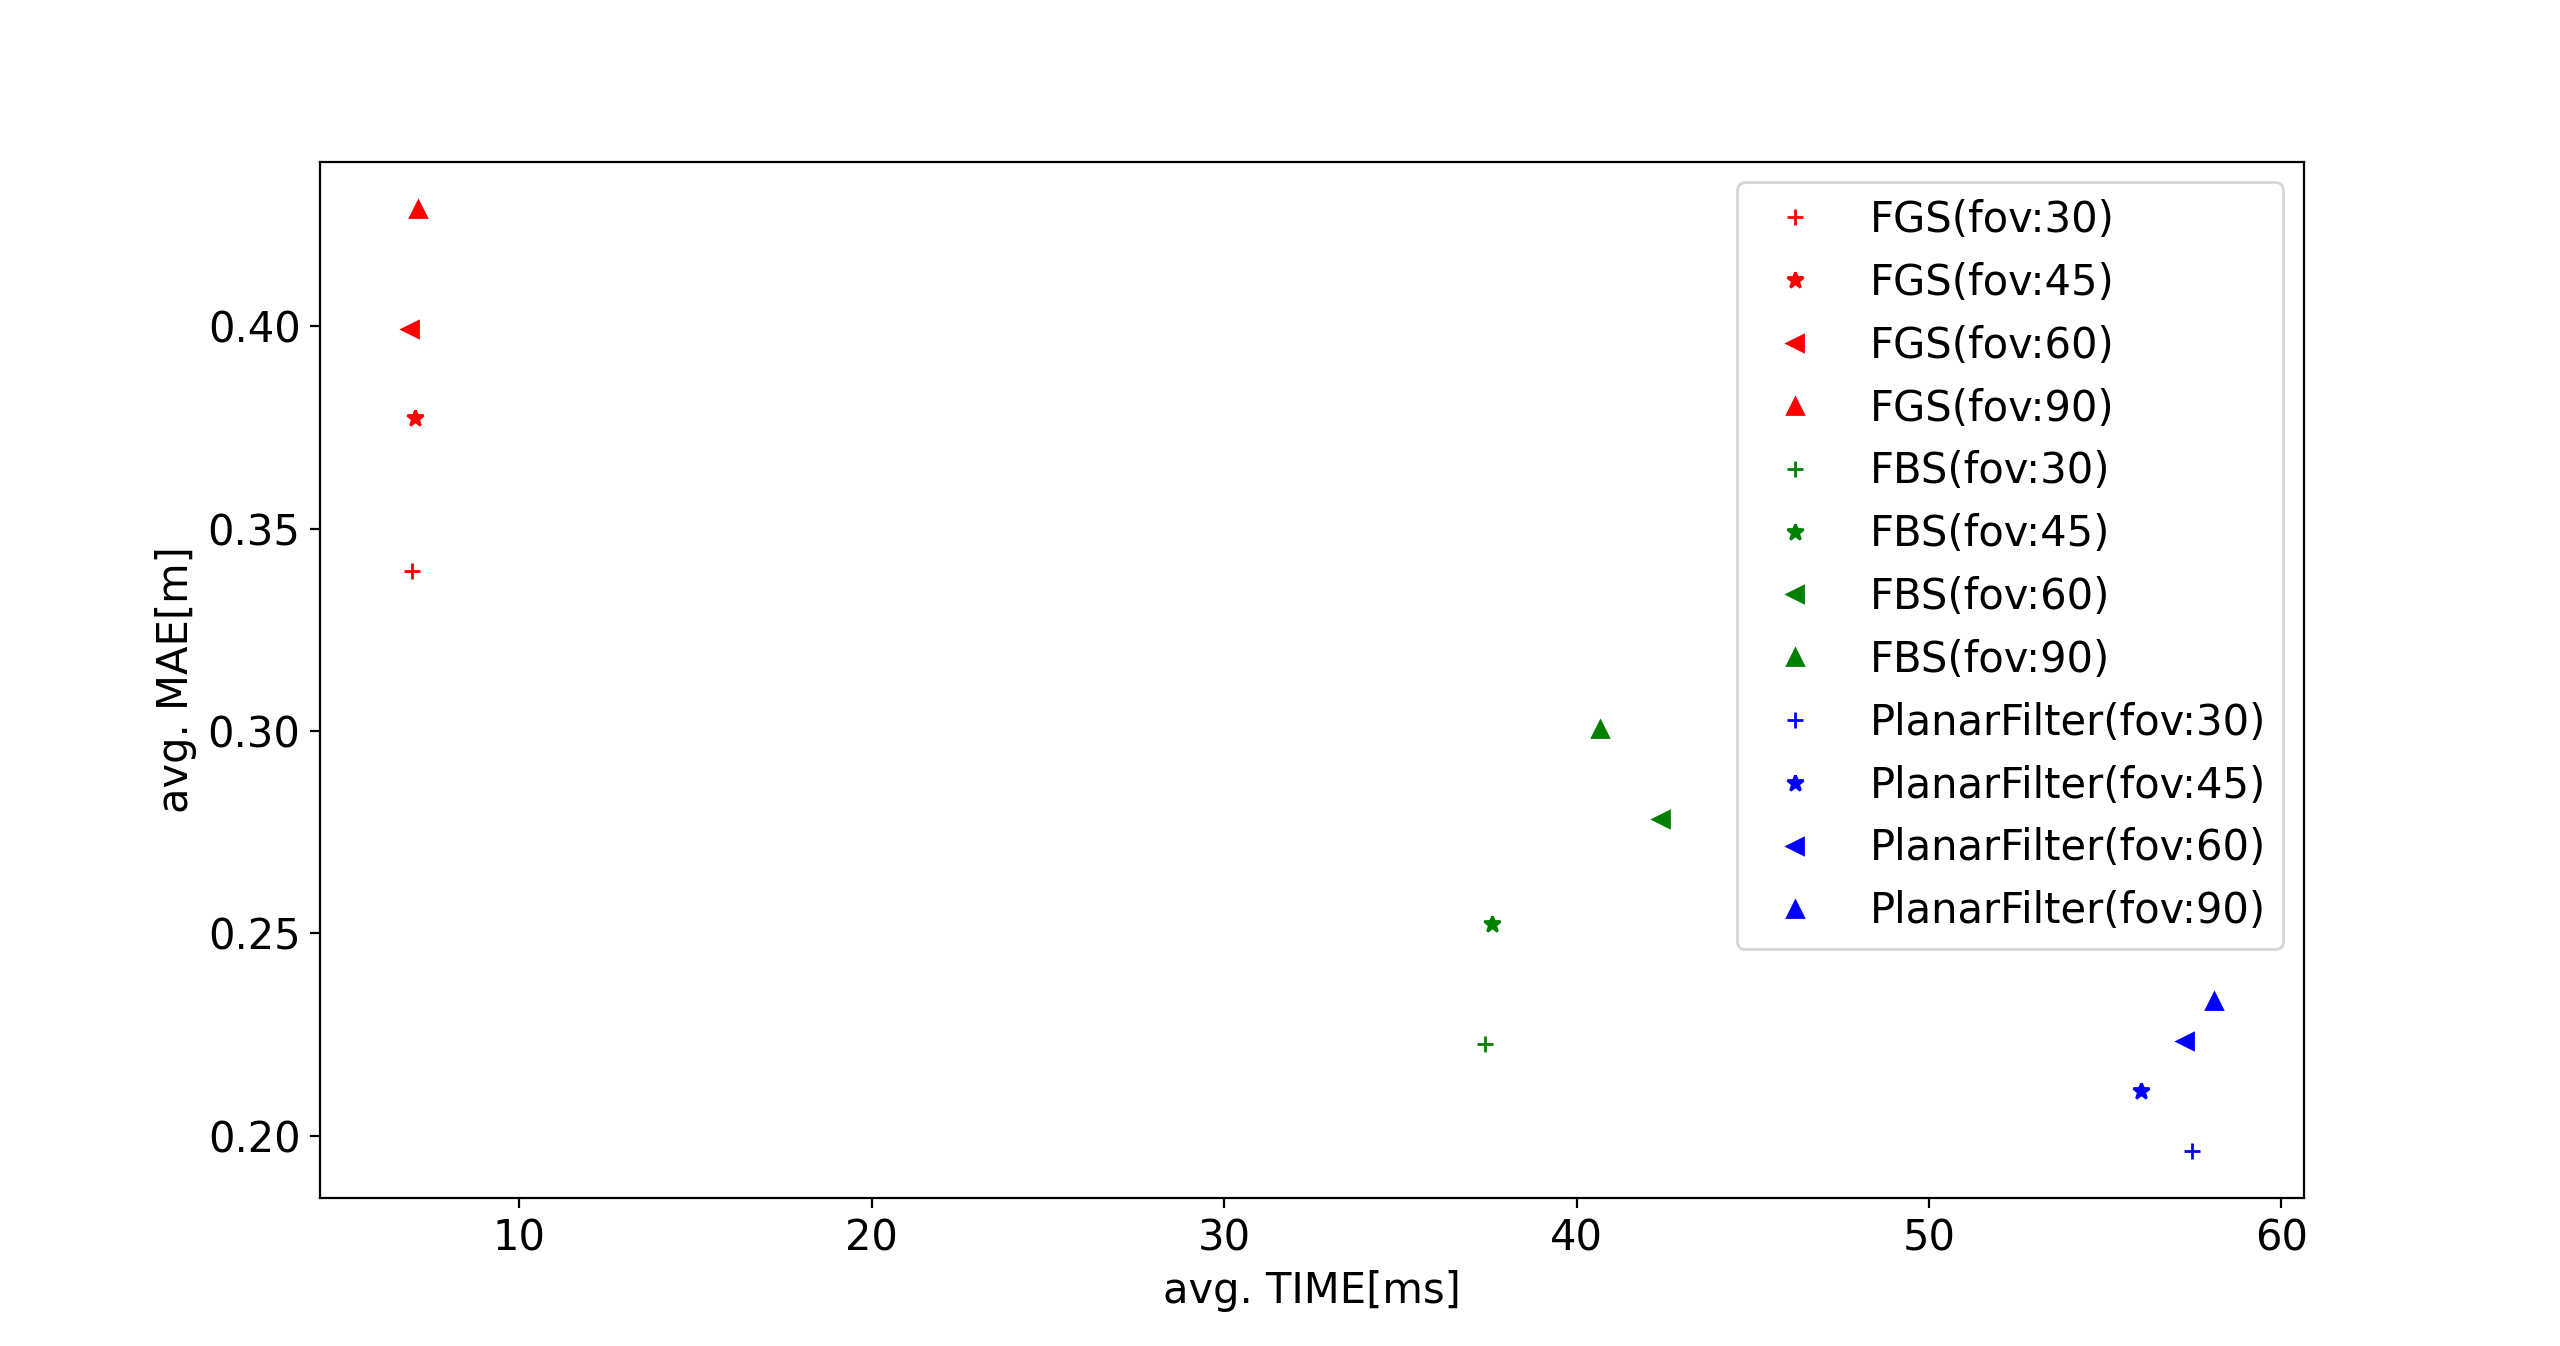 FGS(fov:30)
FGS(fov:45)
FGS(fov:60)
FGS(fov:90)
FBS(fov:30)
FBS(fov:45)
FBS(fov:60)
FBS(fov:90)
PlanarFilter(fov:30)
PlanarFilter(fov:45)
PlanarFilter(fov:60)
PlanarFilter(fov:90)
0.40
0.35
0.30
0.25
0.20
avg. MAE[m]
10 20 30 40 50 60
avg. TIME[ms]